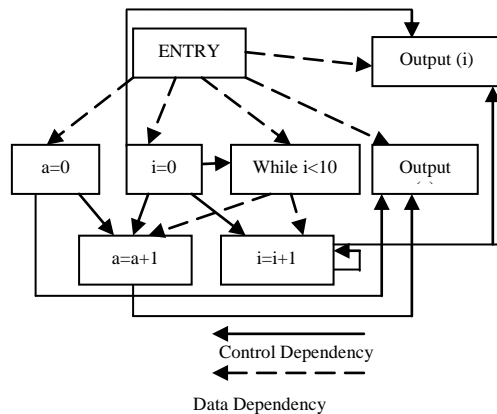 ENTRY
Output (i)
a=0
i=0
While i<10
Output
a=a+1
i=i+1
Control Dependency
Data Dependency